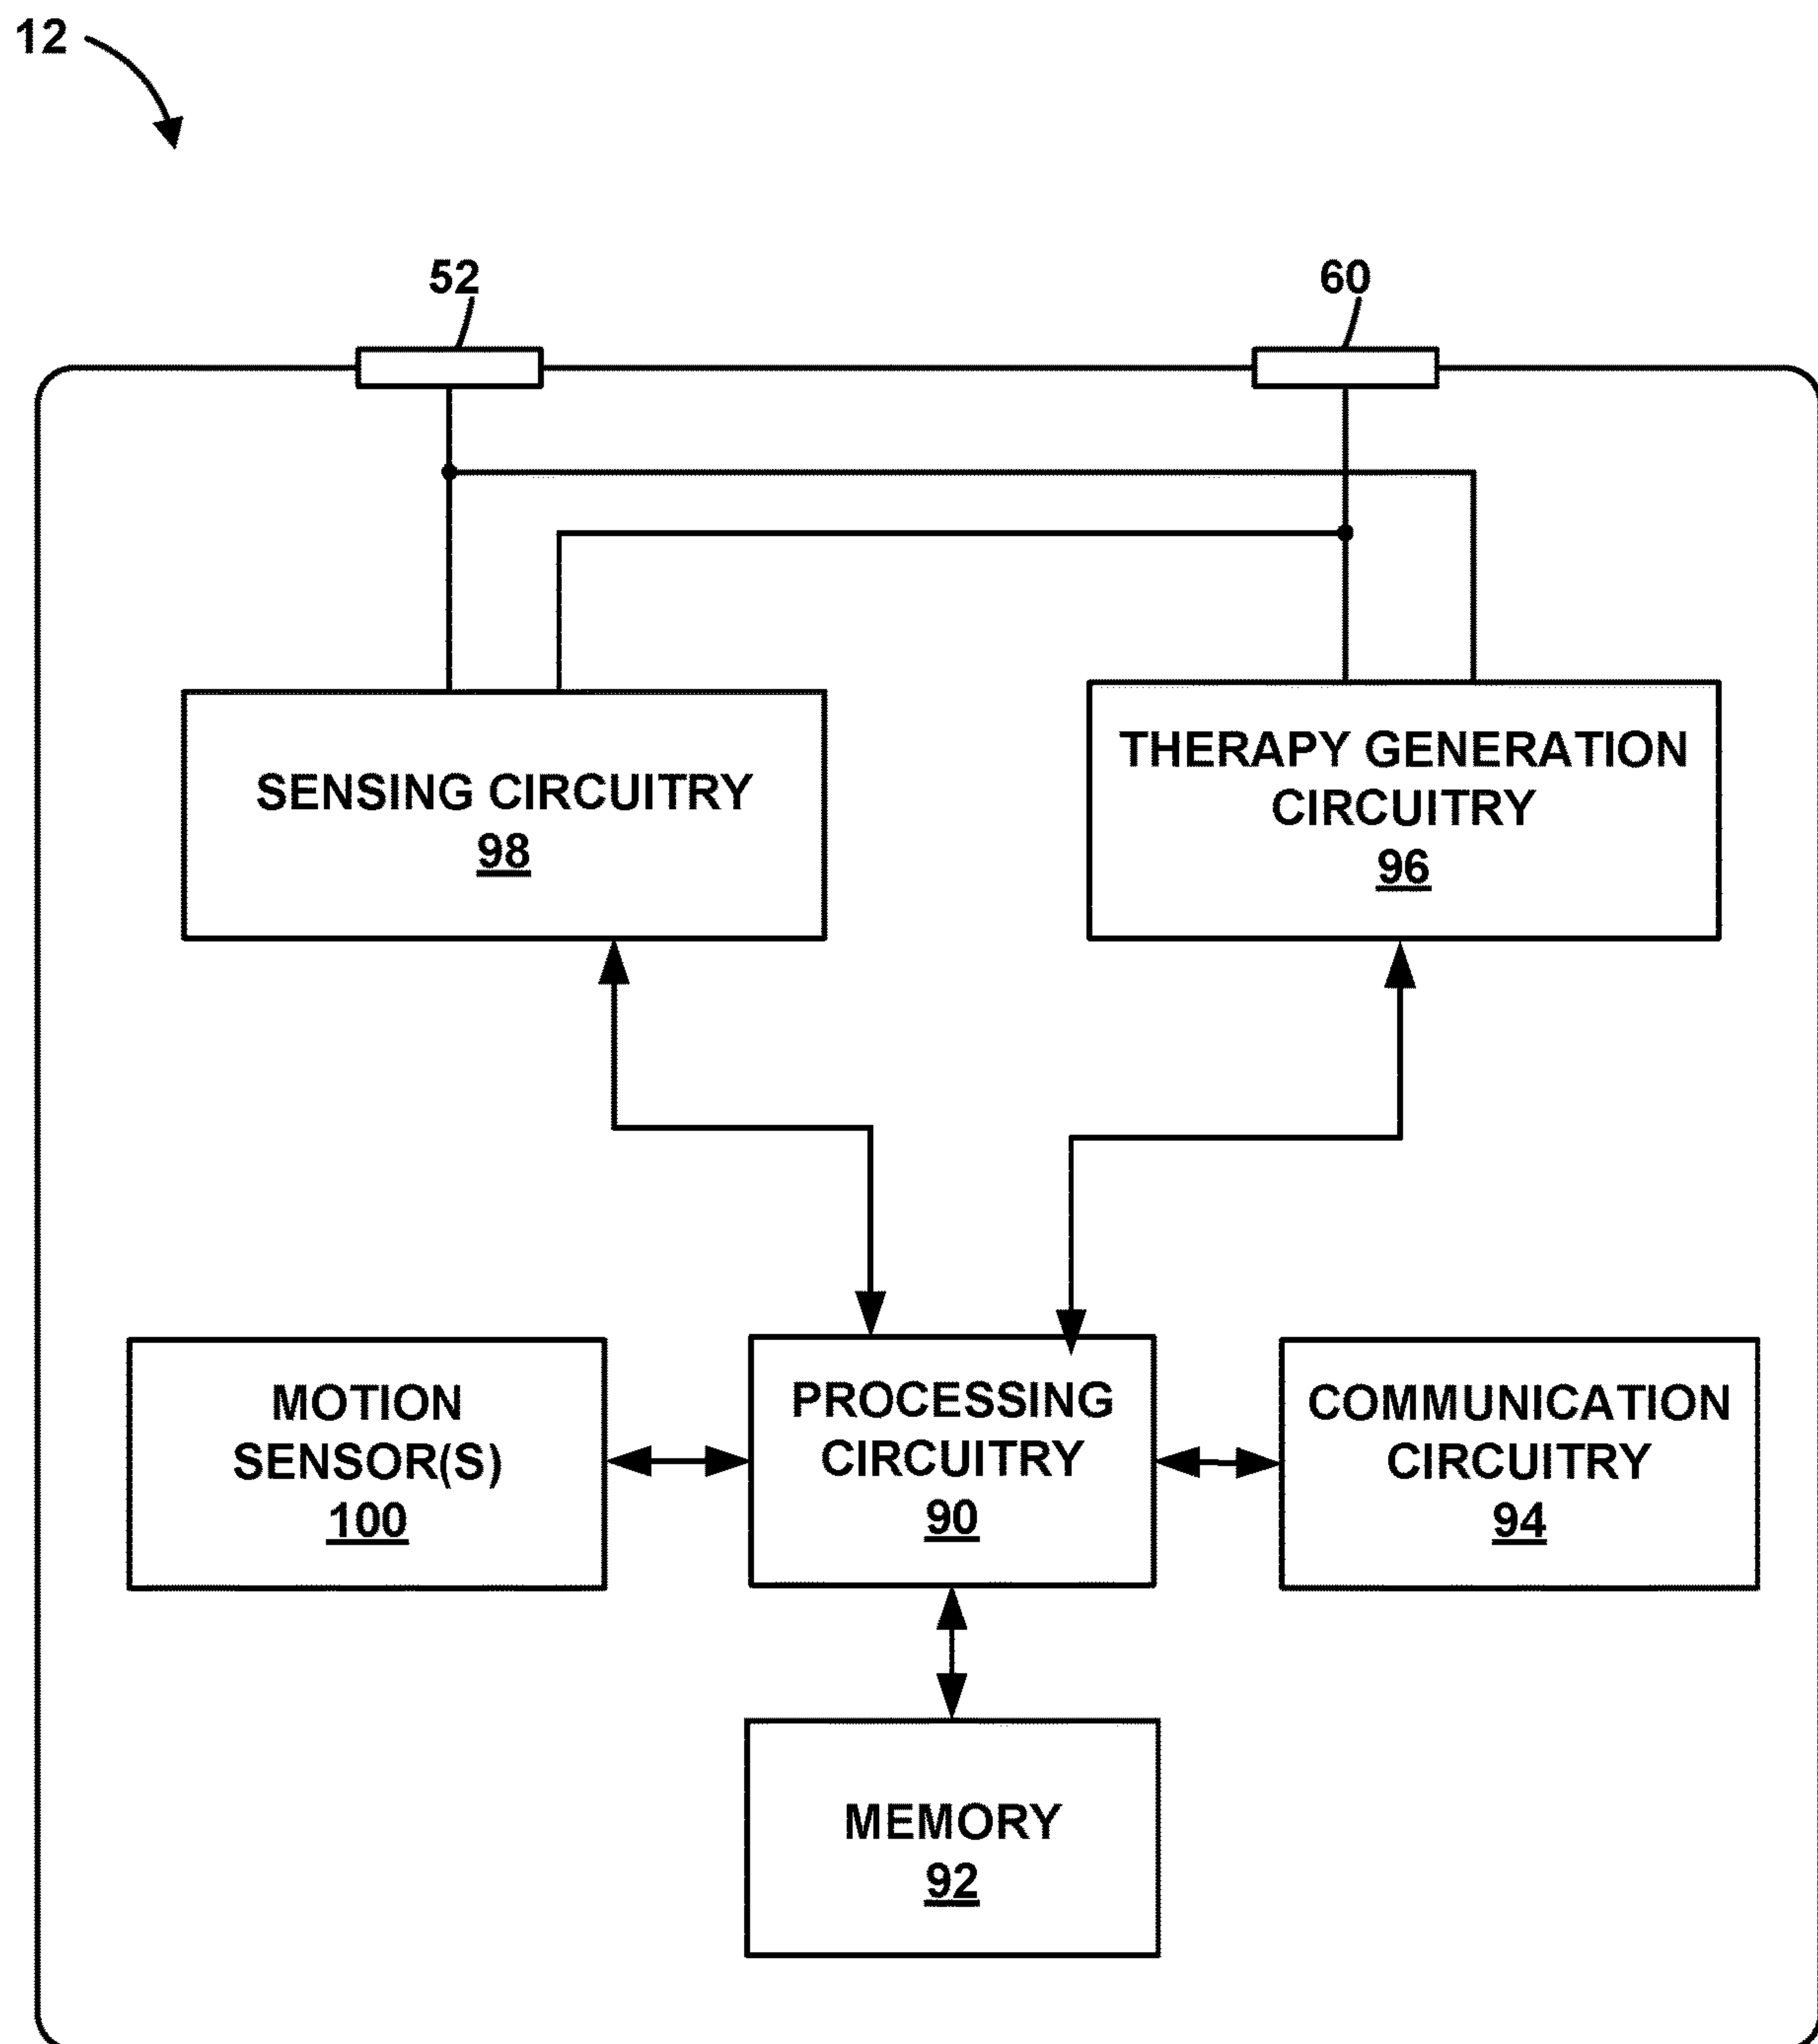 12
52
60
SENSING CIRCUITRY
98
THERAPY GENERATION
CIRCUITRY
96
MOTION
SENSOR(S)
100
PROCESSING
CIRCUITRY
90
COMMUNICATION
CIRCUITRY
94
MEMORY
92